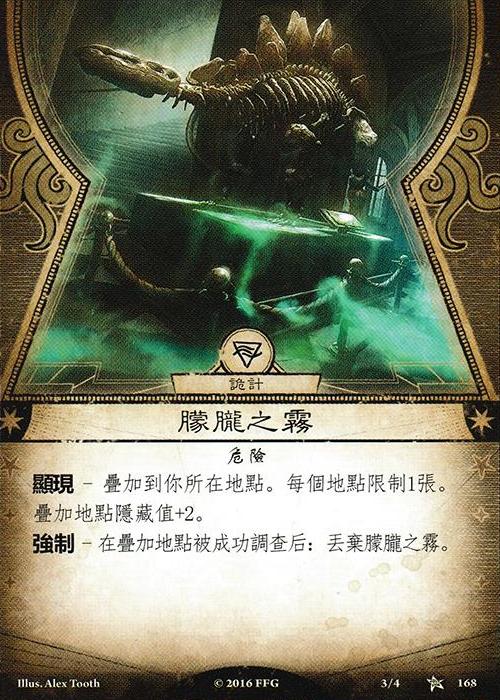 詭計
朦朧之霧
危險
顯現 – 疊加到你所在地點。每個地點限制1張。
疊加地點隱藏值+2。
強制 – 在疊加地點被成功調查后：丟棄朦朧之霧。
Illus. Alex Tooth © 2016 FFG 3/4 168